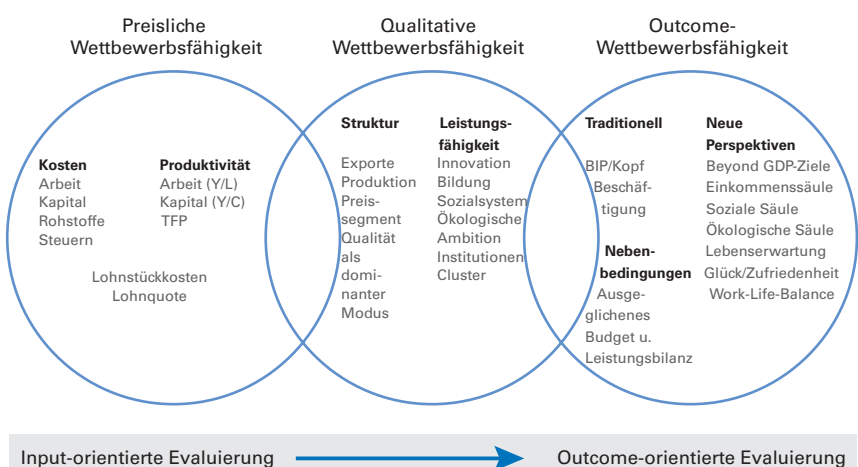 Preisliche
Wettbewerbsfähigkeit
Qualitative
Wettbewerbsfähigkeit
Outcome-
Wettbewerbsfähigkeit
Kosten
Arbeit
Kapital
Rohstoffe
Steuern
Produktivität
Arbeit (Y/L)
Kapital (Y/C)
TFP
Lohnstückkosten
Lohnquote
Struktur
Exporte
Produktion
Preis-
segment
Qualität
als
domi-
nanter
Modus
Leistungs-
fähigkeit
Innovation
Bildung
Sozialsystem
Ökologische
Ambition
Institutionen
Cluster
Traditionell
BIP/Kopf
Beschäf-
tigung
Neben-
bedingungen
Ausge-
glichenes
Budget u.
Leistungsbilanz
Neue
Perspektiven
Beyond GDP-Ziele
Einkommenssäule
Soziale Säule
Ökologische Säule
Lebenserwartung
Glück/Zufriedenheit
Work-Life-Balance
Input-orientierte Evaluierung
Outcome-orientierte Evaluierung